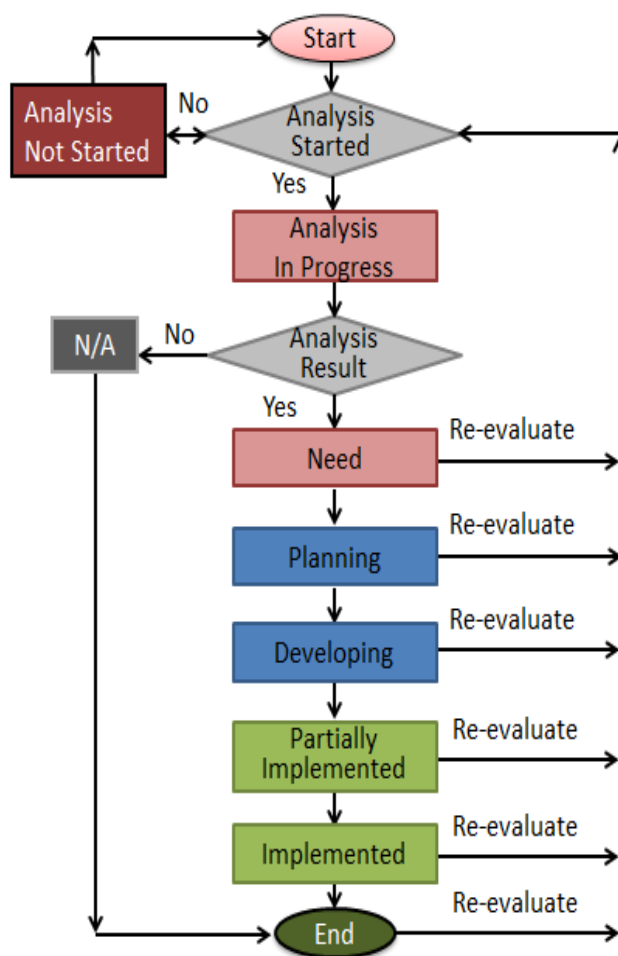 Start
Analysis
Not Started
No
Analysis
Started
Yes
Analysis
In Progress
N/A
No
Analysis
Result
Yes
Need
Re-evaluate
Planning
Re-evaluate
Developing
Re-evaluate
Partially
Implemented
Re-evaluate
Implemented
Re-evaluate
End
Re-evaluate